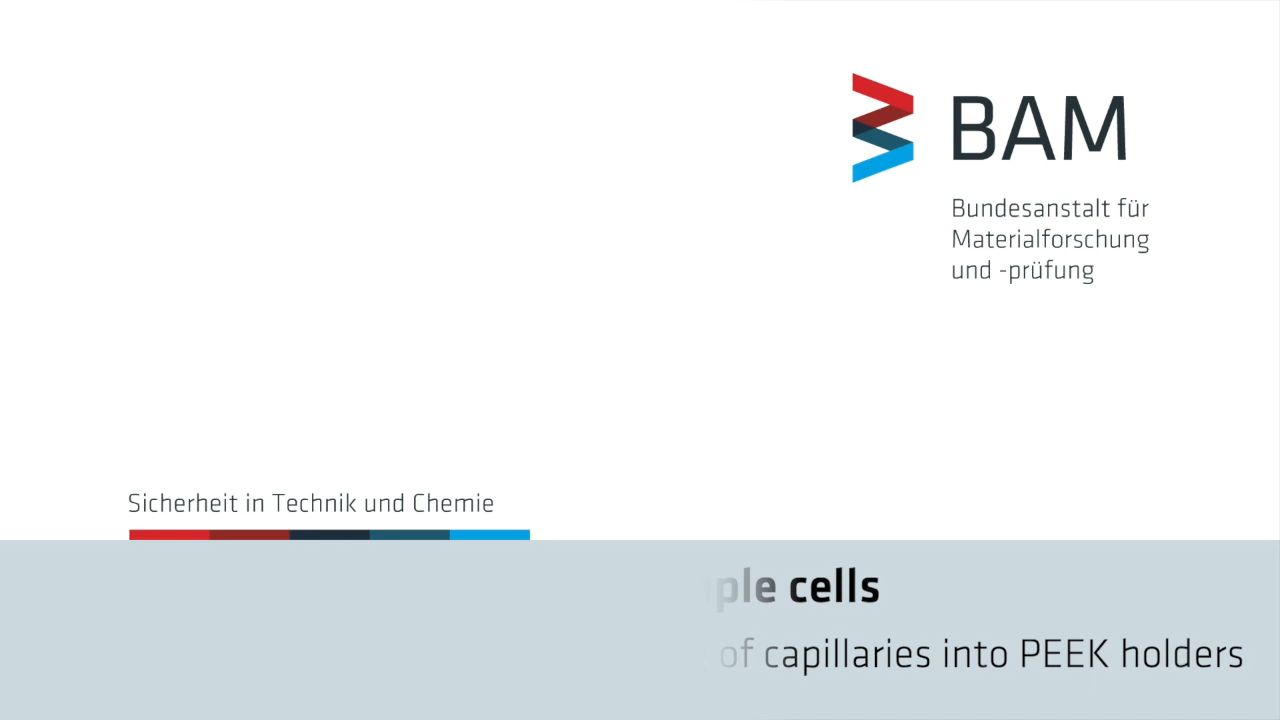 BAM
Bundesanstalt für
Materialforschung
und -prüfung
Sicherheit in Technik und Chemie
cells
of capillaries into PEEK holders